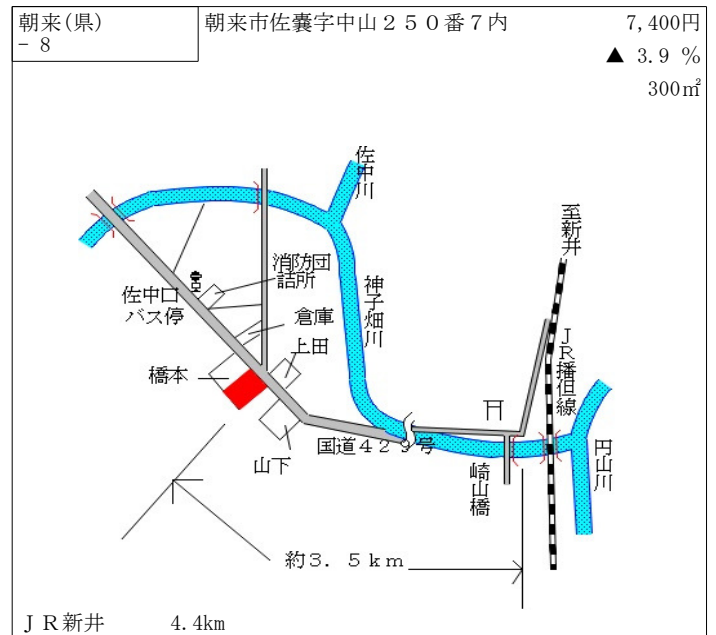 朝来(県)
- 8
朝来市佐嚢字中山２５０番７内
7,400円
▲ 3.9 %
300㎡
佐中川
至新井
消防団
詰所
佐中口
バス停
神子畑川
倉庫
上田
ＪＲ播但線
橋本
国道４２９号
山下
崎山橋
円山川
約３．５ｋｍ
ＪＲ新井
4.4km